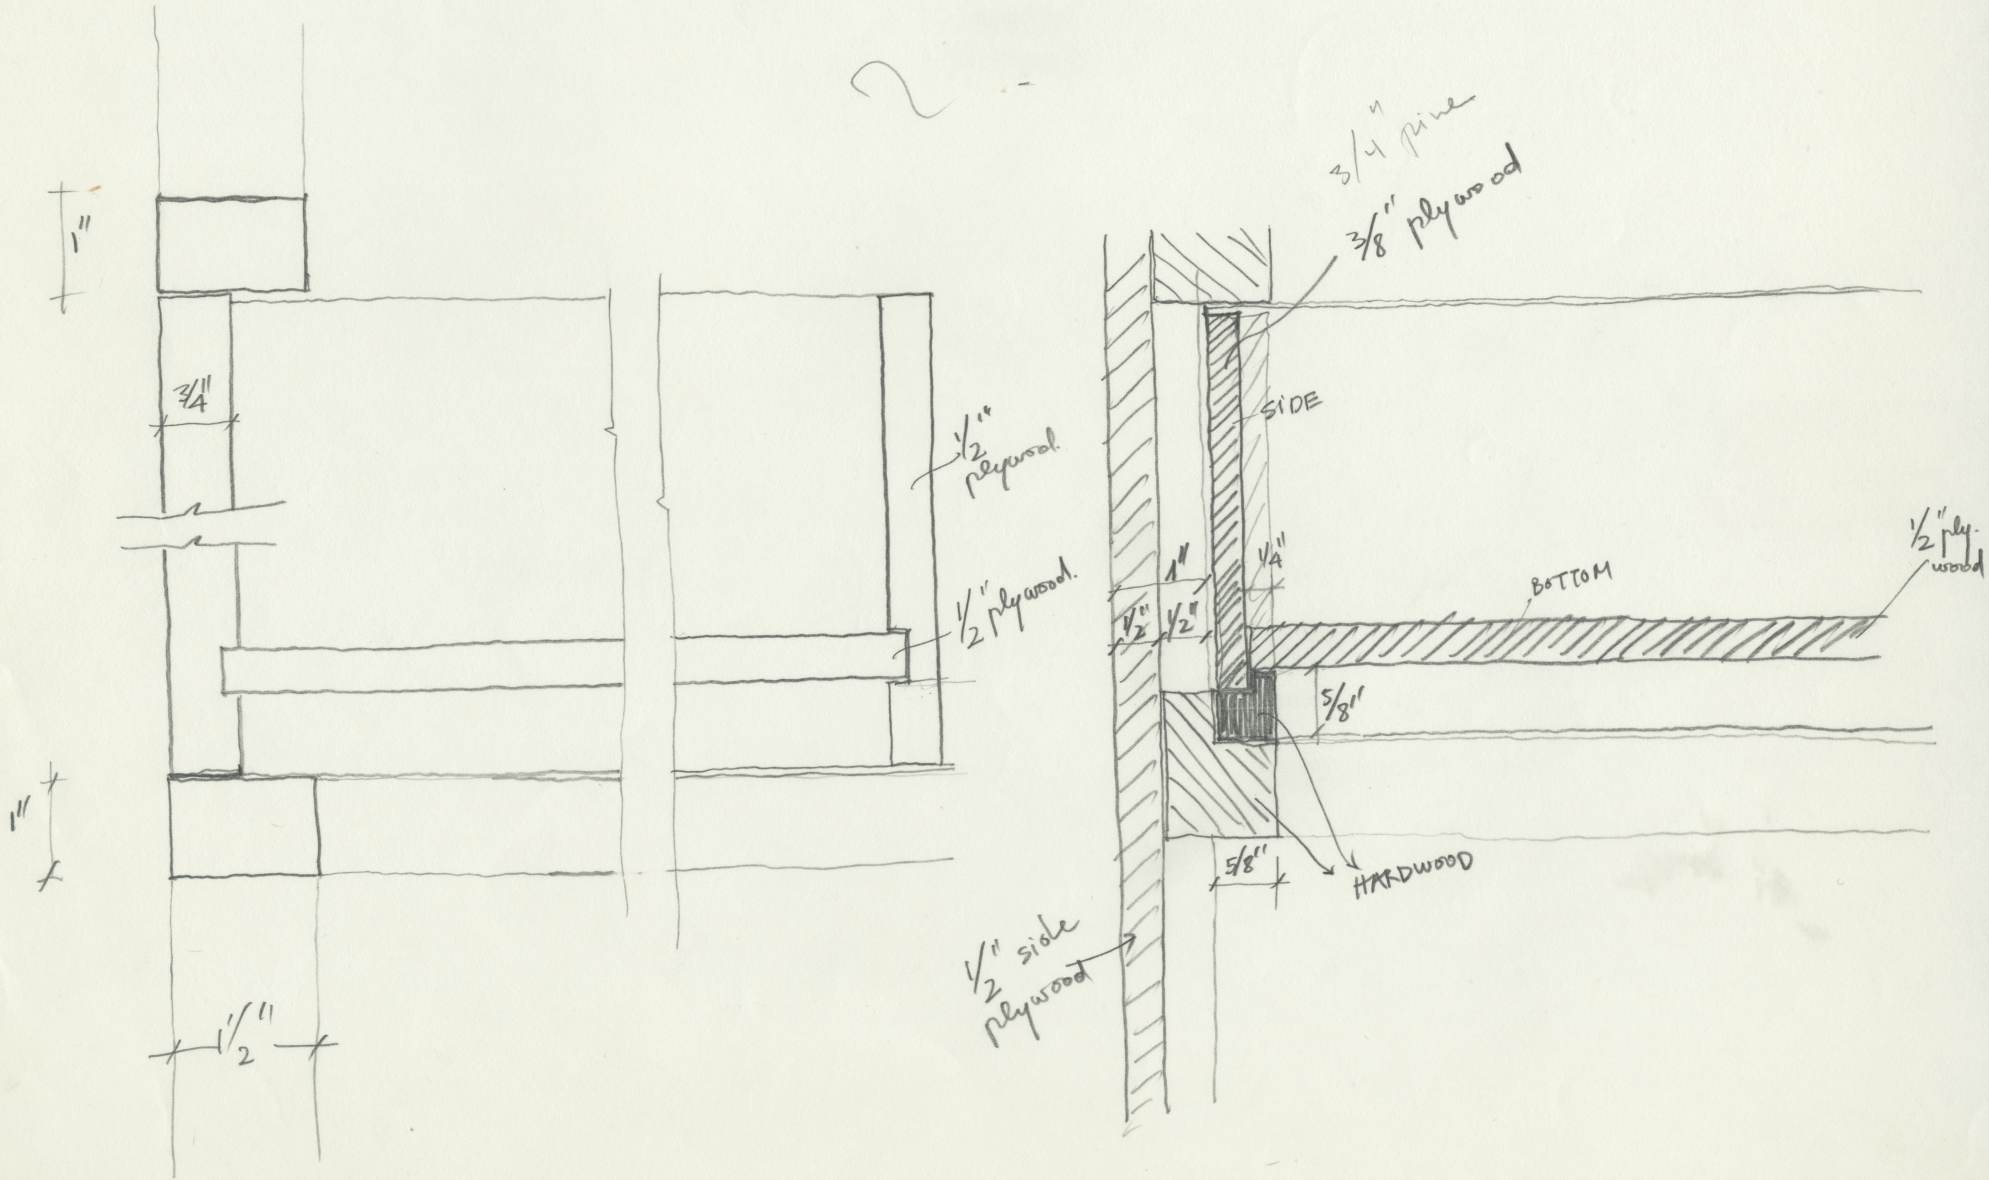 1"
3/4"
1/2"
plywood.
1/2" plywood.
1"
1 1/2"
3/4" pine
3/8" plywood
SIDE
1"
1/4"
1/2"
1/2"
BOTTOM
1/2" ply-
wood
5/8"
5/8"
HARDWOOD
1/2" side
plywood